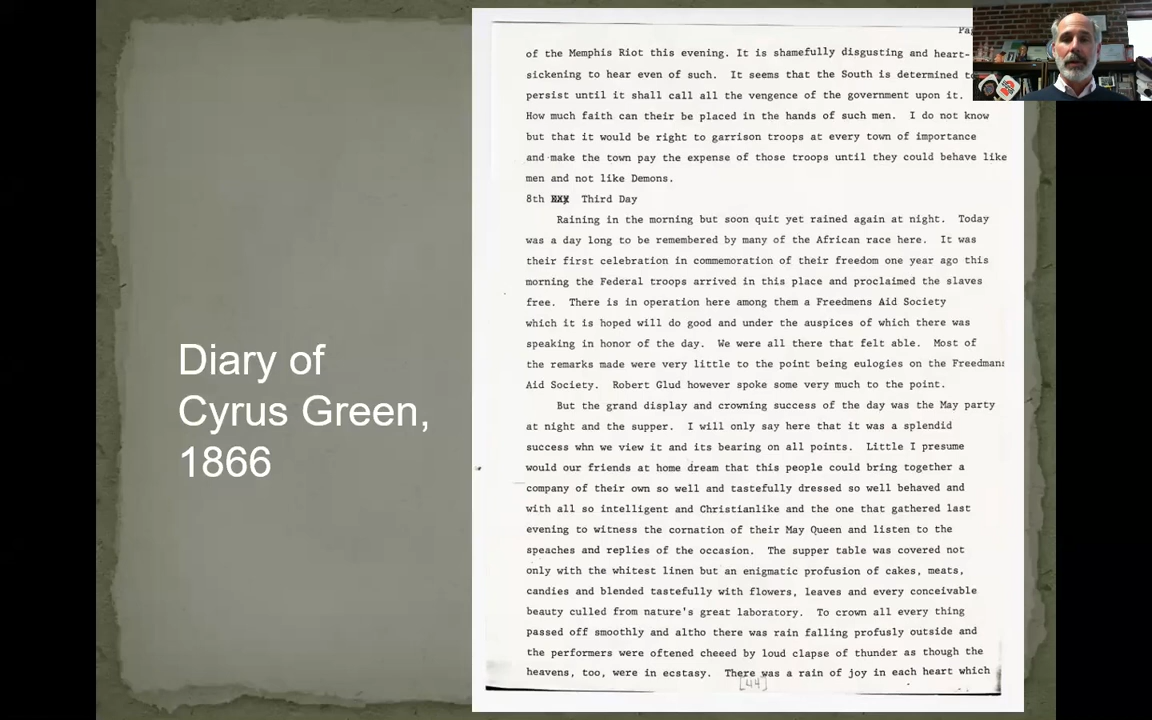 Diary of
Cyrus Green,
1866
of the Memphis Riot this evening. It is shamefully disgusting and heart-
sickening to hear even of such. It seems that the South is determined
persist until it shall call all the vengence of the government upon it.
How much faith can their be placed in the hands of such men. I do not know
but that it would be right to garrison troops at every town of importance
and make the town pay the expense of those troops until they could behave like
men and not like Demons.
8th Third Day
Raining in the morning but soon quit yet rained again at night. Today
was a day long to be remembered by many of the African race here. It was
their first celebration in commemoration of their freedom one year ago this
morning the Federal troops arrived in this place and proclaimed the slaves
free. There is in operation here among them a Freedmens Aid Society
which it is hoped will do good and under the auspices of which there was
speaking in honor of the day. We were all there that felt able. Most of
the remarks made were very little to the point being eulogies on the Freedmans
Aid Society. Robert Glud however spoke some very much to the point.
But the grand display and crowning success of the day was the May party
at night and the supper. I will only say here that it was a splendid
success whn we view it and its bearing on all points. Little I presume
would our friends at home dream that this people could bring together a
company of their own so well and tastefully dressed so well behaved and
with all so intelligent and Christianlike and the one that gathered last
evening to witness the cornation of their May Queen and listen to the
speaches and replies of the occasion. The supper table was covered not
only with the whitest linen but an enigmatic profusion of cakes, meats,
candies and blended tastefully with flowers, leaves and every conceivable
beauty culled from nature's great laboratory. To crown all every thing
passed off smoothly and altho there was rain falling profusly outside and
the performers were oftened cheeed by loud clapse of thunder as though the
heavens, too, were in ecstasy. There was a rain of joy in each heart which
[44]